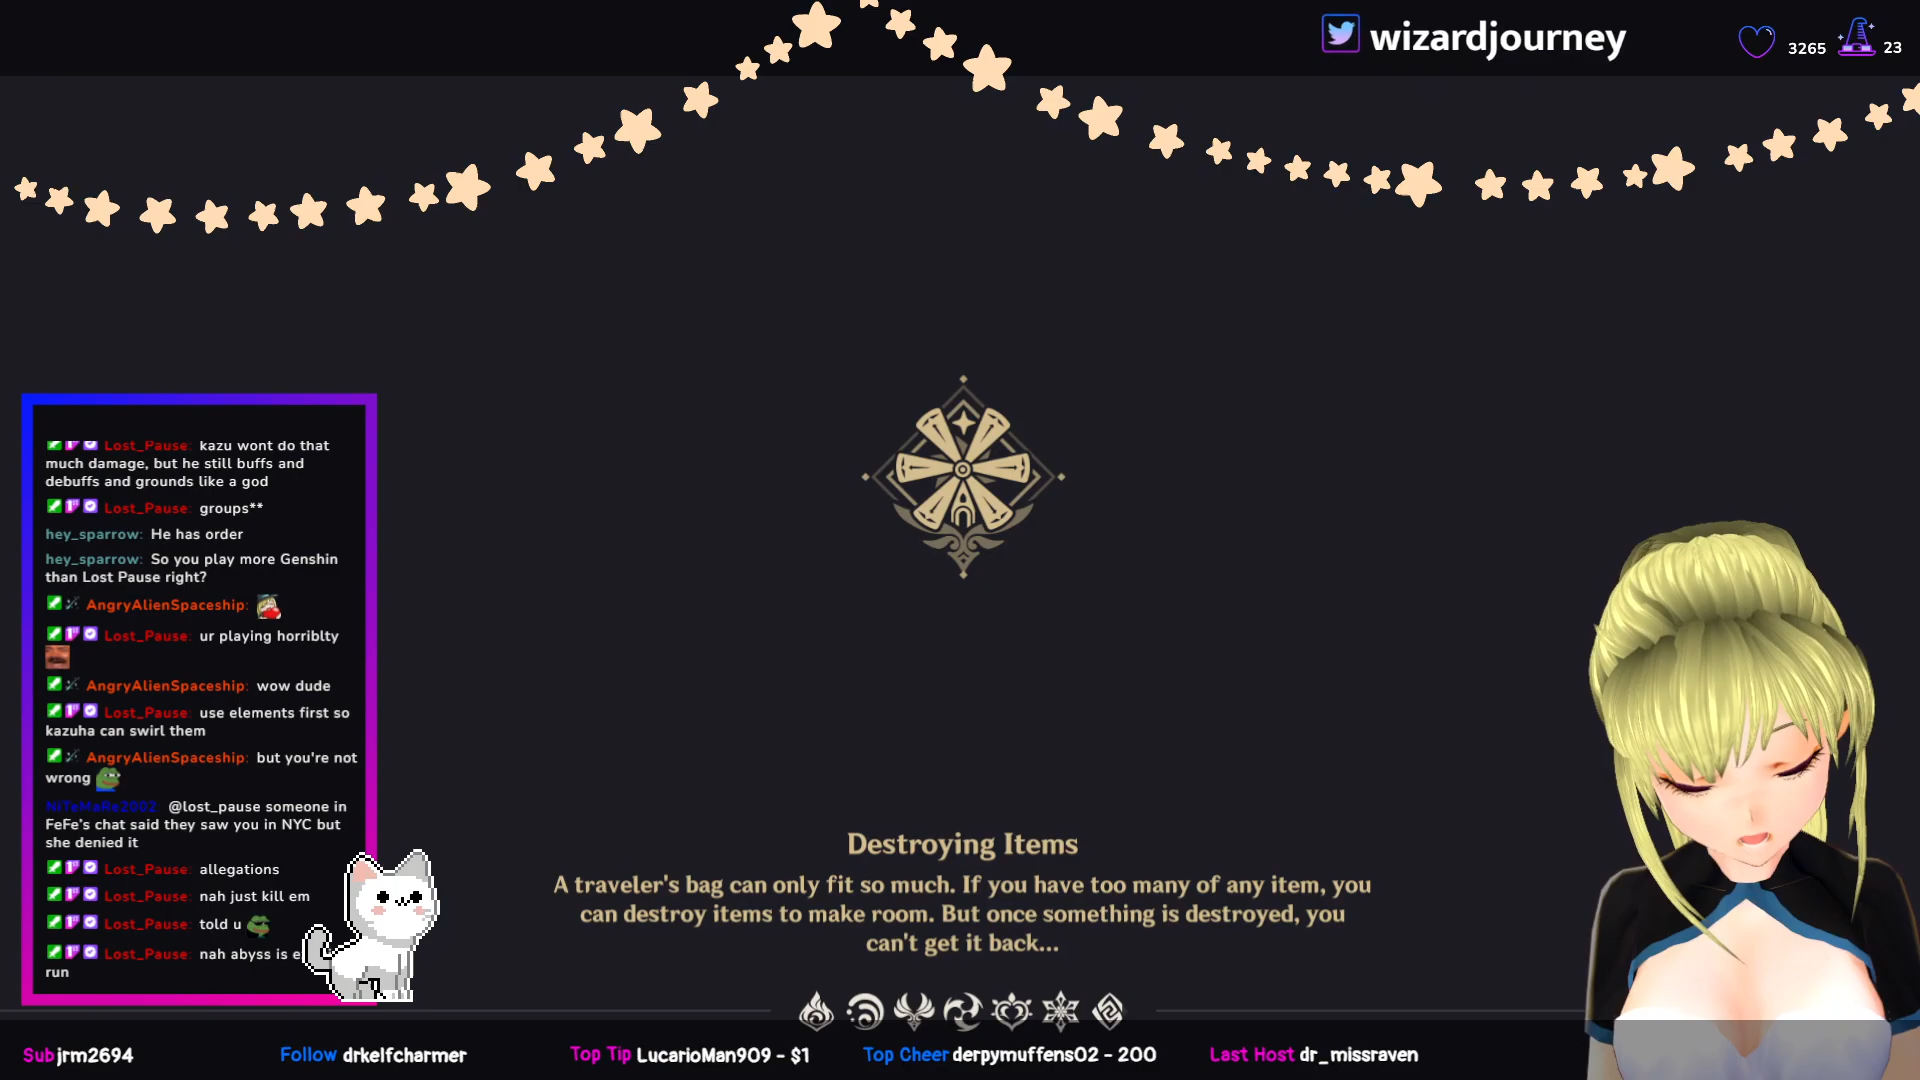 wizardjourney
3265
23
Lost_Pause: kazu wont do that
much damage, but he still buffs and
debuffs and grounds like a god
Lost_Pause: groups**
hey_sparrow: He has order
hey_sparrow: So you play more Genshin
than Lost Pause right?
AngryAlienSpaceship:
Lost_Pause: ur playing horriblty
AngryAlienSpaceship: wow dude
Lost_Pause: use elements first so
kazuha can swirl them
AngryAlienSpaceship: but you're not
wrong
NiTeMaRe2002: @lost_pause someone in
FeFe's chat said they saw you in NYC but
she denied it
Lost_Pause: allegations
Lost_Pause: nah just kill em
Lost_Pause: told u
Lost_Pause: nah abyss is
run
Destroying Items
A traveler's bag can only fit so much. If you have too many of any item, you
can destroy items to make room. But once something is destroyed, you
can't get it back...
Sub jrm2694
Follow drkelfcharmer
Top Tip LucarioMan909 - $1
Top Cheer derpymuffens02 - 200
Last Host dr_missraven